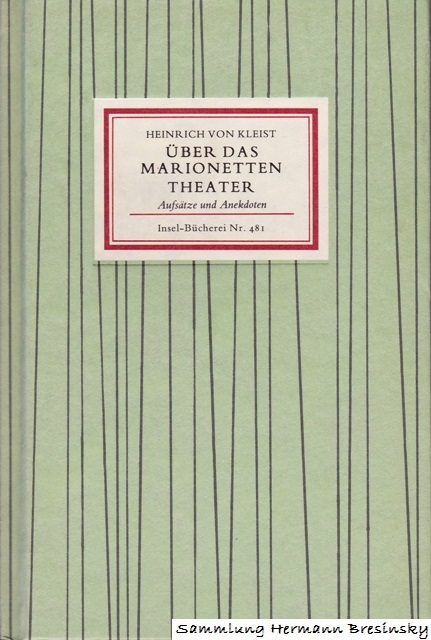 HEINRICH VON KLEIST
ÜBER DAS
MARIONETTEN
THEATER
Aufsätze und Anekdoten
Insel-Bücherei Nr. 481
Sammlung Hermann Bresinsky